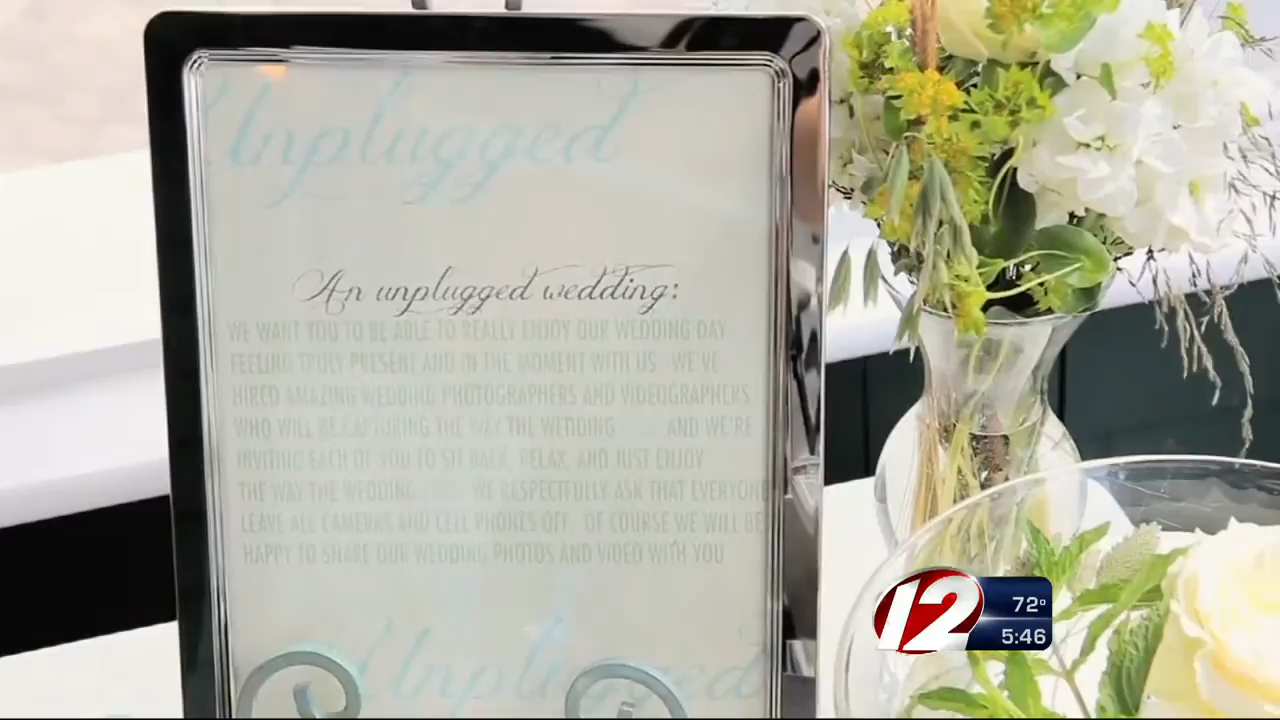 Unplugged
An unplugged wedding:
WE WANT YOU TO BE ABLE TO REALLY ENJOY OUR WEDDING DAY
FEELING TRULY PRESENT AND IN THE MOMENT WITH US. WE'VE
HIRED AMAZING WEDDING PHOTOGRAPHERS AND VIDEOGRAPHERS
WHO WILL BE CAPTURING THE WAY THE WEDDING AND WE'RE
INVITING EACH OF YOU TO SIT BACK, RELAX, AND JUST ENJOY
THE WAY THE WEDDING WE RESPECTFULLY ASK THAT EVERYONE
LEAVE ALL CAMERAS AND CELL PHONES OFF. OF COURSE WE WILL BE
HAPPY TO SHARE OUR WEDDING PHOTOS AND VIDEO WITH YOU
Unplugged
12
72°
5:46